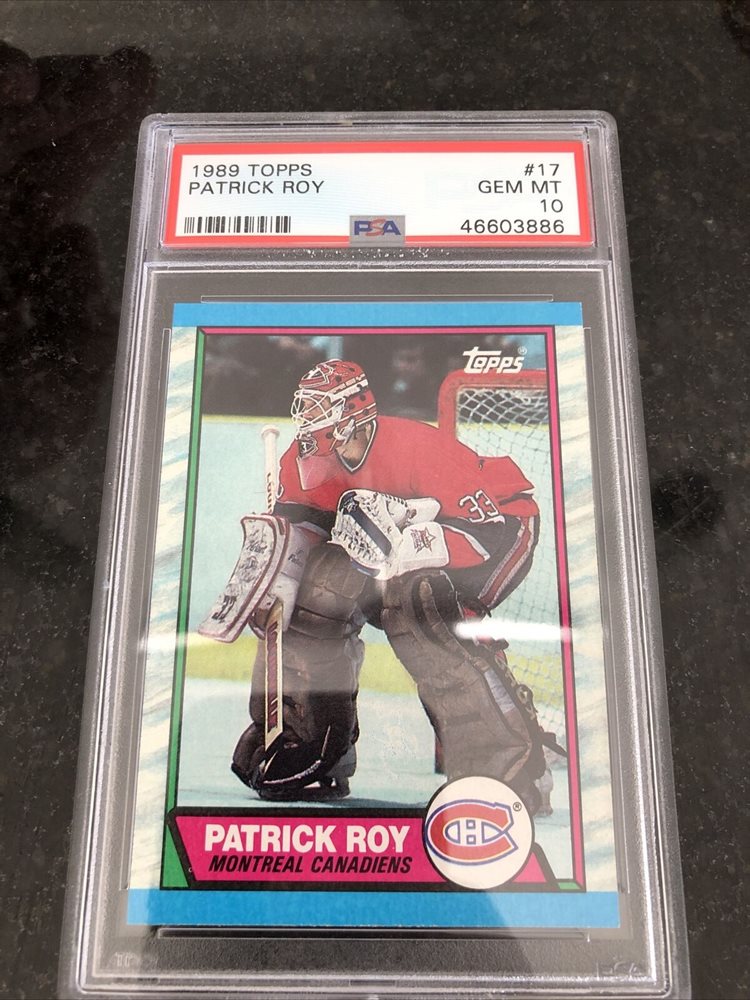 1989 TOPPS #17
PATRICK ROY GEM MT
10
PSA 46603886
topps®
33
PATRICK ROY
MONTREAL CANADIENS
®